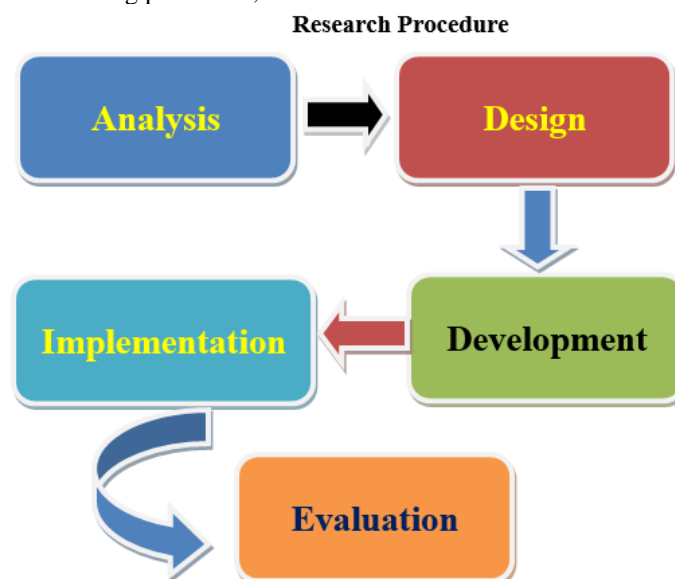 Research Procedure
Analysis
Design
Development
Implementation
Evaluation